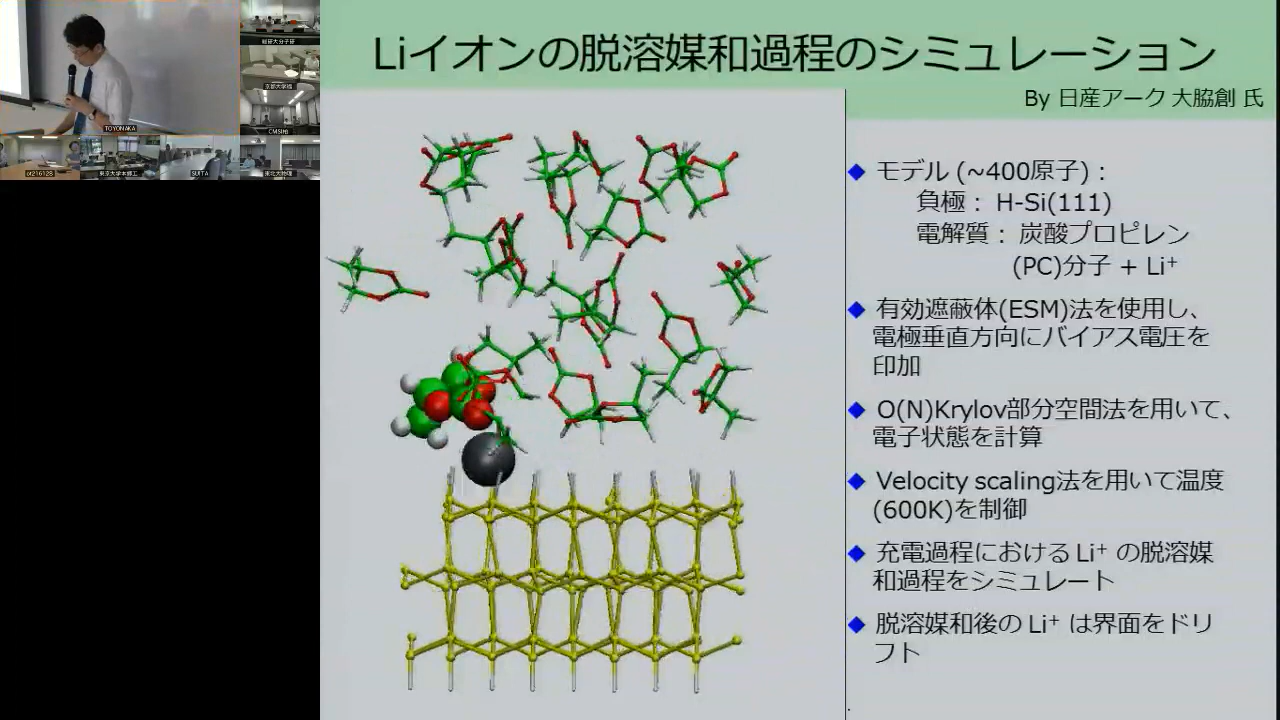 Liイオンの脱溶媒和過程のシミュレーション
By 日産アーク 大脇創 氏
◆ モデル (~400原子)：
負極： H-Si(111)
電解質： 炭酸プロピレン
(PC)分子 + Li⁺
◆ 有効遮蔽体(ESM)法を使用し、
電極垂直方向にバイアス電圧を
印加
◆ O(N)Krylov部分空間法を用いて、
電子状態を計算
◆ Velocity scaling法を用いて温度
(600K)を制御
◆ 充電過程における Li⁺ の脱溶媒
和過程をシミュレート
◆ 脱溶媒和後の Li⁺ は界面をドリ
フト
TOYONAKA
SUITA